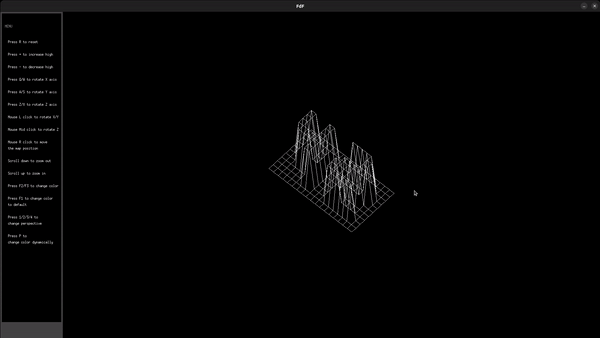 FdF
MENU
Press R to reset
Press + to increase high
Press - to decrease high
Press Q/W to rotate X axis
Press A/S to rotate Y axis
Press Z/X to rotate Z axis
Mouse L click to rotate X/Y
Mouse Mid click to rotate Z
Mouse R click to move
the map position
Scroll down to zoom out
Scroll up to zoom in
Press F2/F3 to change color
Press F1 to change color
to default
Press 1/2/3/4 to
change perspective
Press P to
change color dynamically